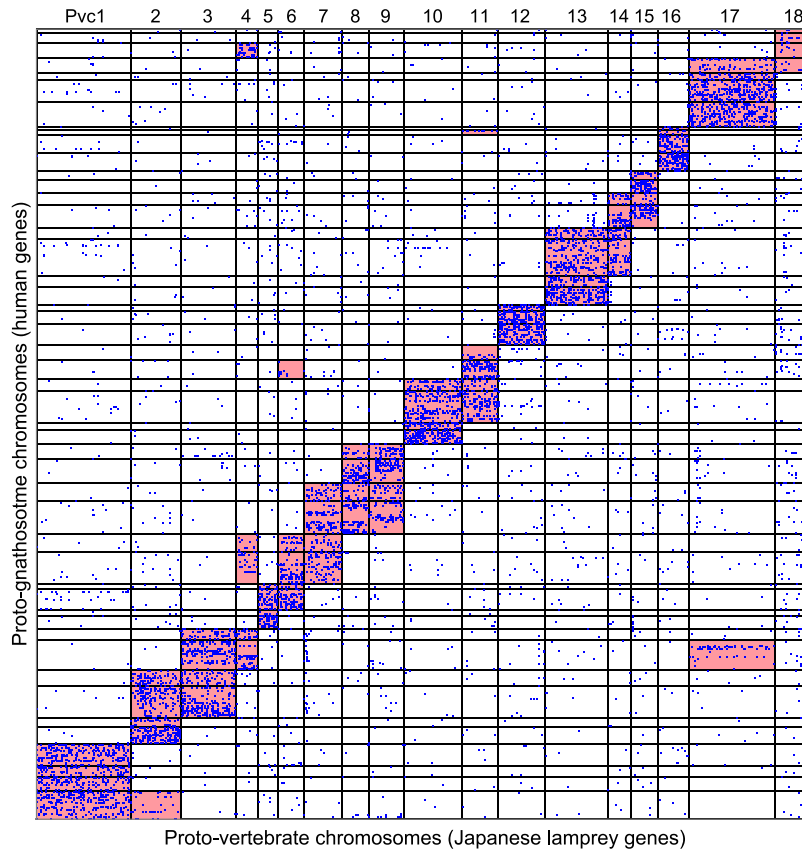 Pvc1 2 3 4 5 6 7 8 9 10 11 12 13 14 15 16 17 18
Proto-gnathosotme chromosomes (human genes)
Proto-vertebrate chromosomes (Japanese lamprey genes)